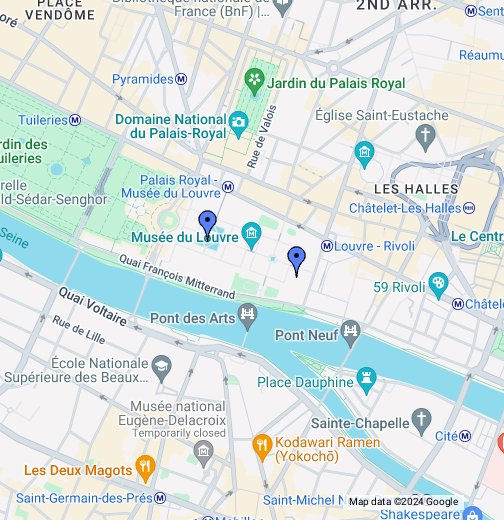 PLACE
VENDÔME
Bibliothèque nationale de
France (BnF) |...
2ND ARR.
Sent
Réaumu
Pyramides
Jardin du Palais Royal
Tuileries
Domaine National
du Palais-Royal
Rue de Valois
Église Saint-Eustache
rdin des
uileries
relle
ld-Sédar-Senghor
Palais Royal -
Musée du Louvre
LES HALLES
Châtelet-Les Halles
Seine
Musée du Louvre
Louvre - Rivoli
Le Centr
Quai François Mitterrand
59 Rivoli
Quai Voltaire
Châtele
Rue de Lille
Pont des Arts
Pont Neuf
École Nationale
Supérieure des Beaux...
Place Dauphine
Musée national
Eugène-Delacroix
Temporarily closed
Sainte-Chapelle
Cité
Kodawari Ramen
(Yokochō)
Les Deux Magots
Saint-Germain-des-Prés
Saint-Michel N
Map data ©2024 Google
Mabillon
Shakespeare